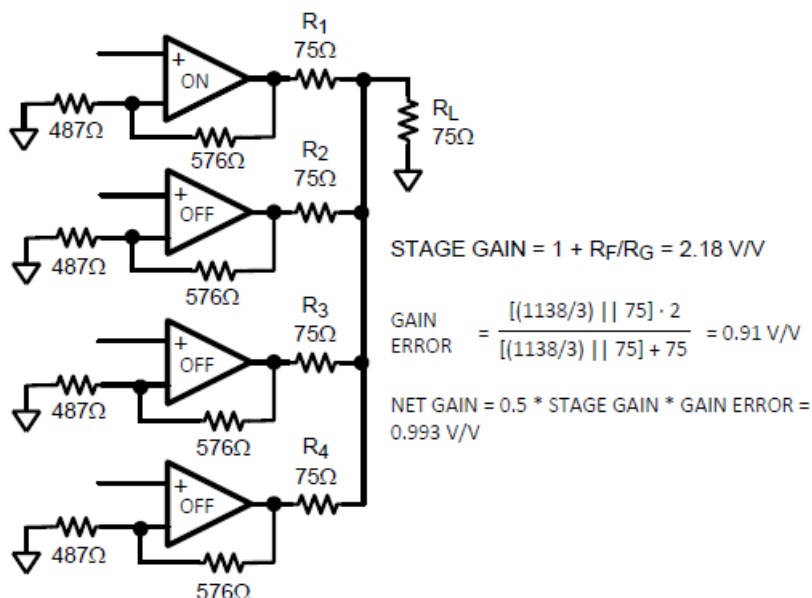 R1
75Ω
+
ON
RL
75Ω
487Ω
576Ω
R2
75Ω
+
OFF
487Ω
576Ω
STAGE GAIN = 1 + RF/RG = 2.18 V/V
GAIN ERROR = [(1138/3) || 75] · 2 / [(1138/3) || 75] + 75 = 0.91 V/V
R3
75Ω
+
OFF
487Ω
576Ω
NET GAIN = 0.5 * STAGE GAIN * GAIN ERROR =
0.993 V/V
R4
75Ω
+
OFF
487Ω
576Ω